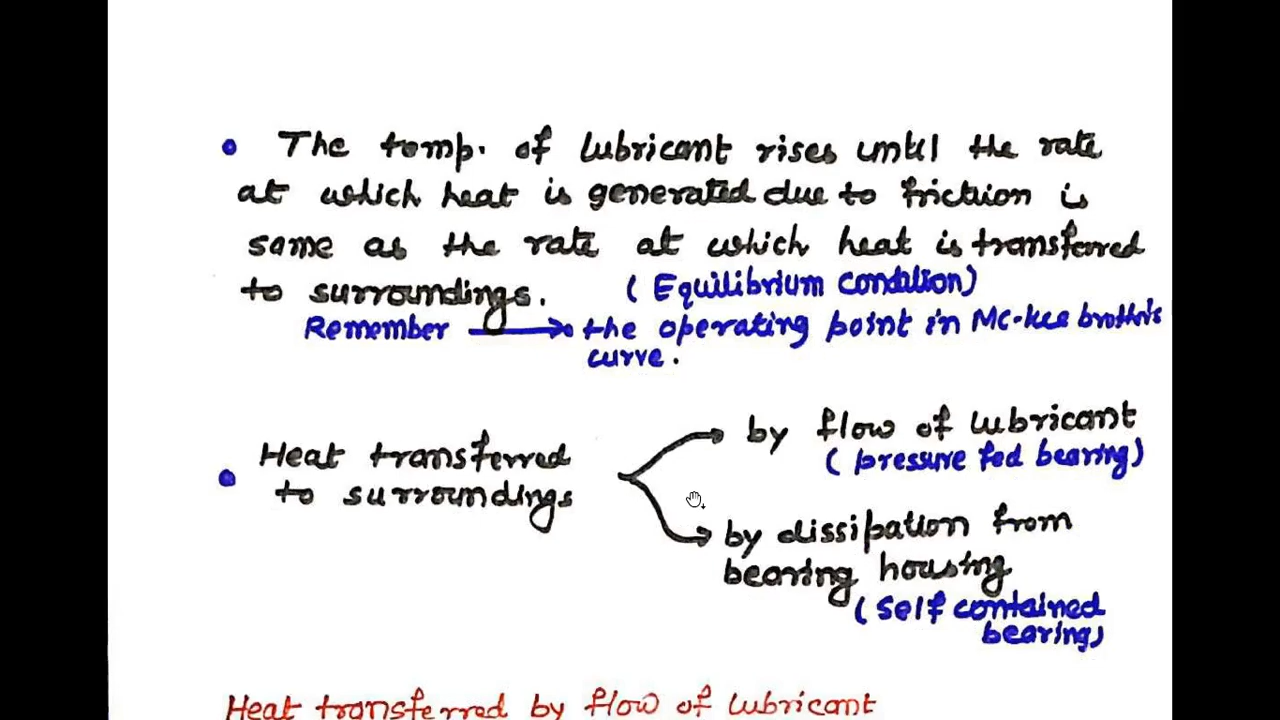 • The temp. of lubricant rises until the rate
at which heat is generated due to friction is
same as the rate at which heat is transferred
to surroundings. (Equilibrium condition)
Remember → the operating point in Mc-kee brothris
curve.
• Heat transferred
to surroundings
by flow of lubricant
(pressure fed bearing)
by dissipation from
bearing housing
(self contained
bearing)
Heat transferred by flow of lubricant